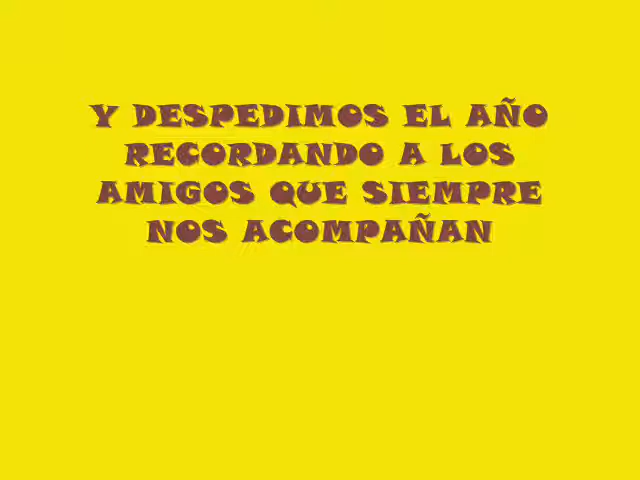 Y DESPEDIMOS EL AÑO
RECORDANDO A LOS
AMIGOS QUE SIEMPRE
NOS ACOMPAÑAN